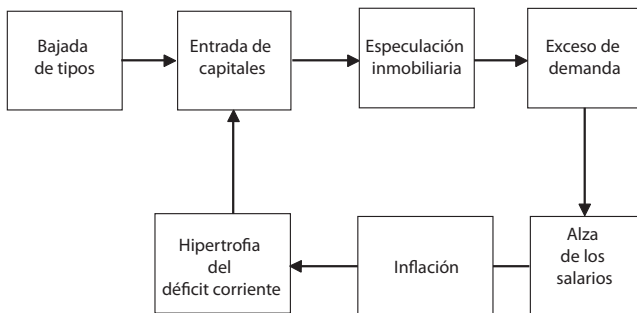 Bajada
de tipos
Entrada de
capitales
Especulación
inmobiliaria
Exceso de
demanda
Hipertrofia
del
déficit corriente
Inflación
Alza
de los
salarios